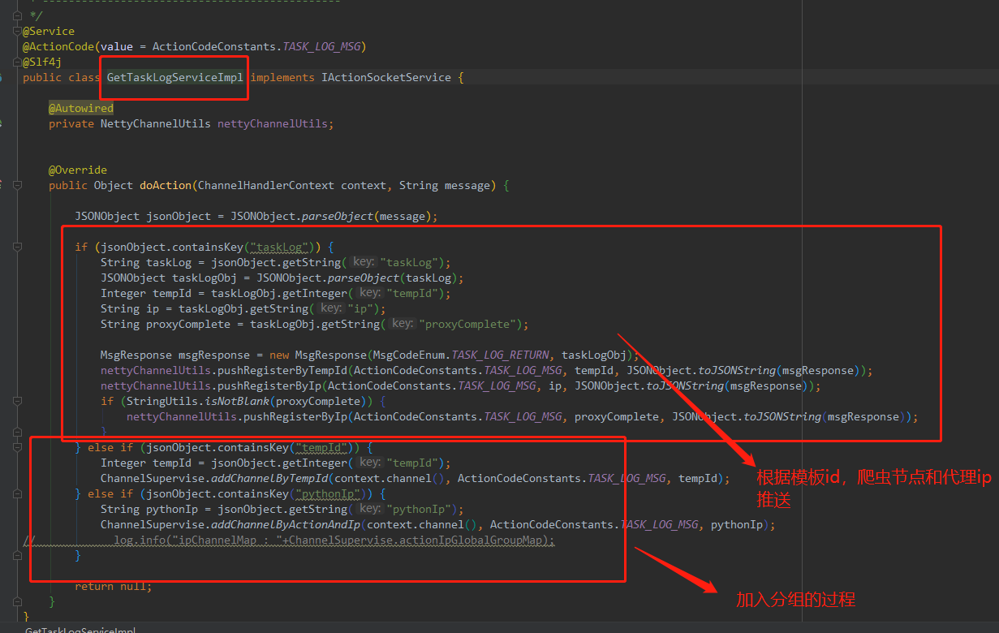 */
@Service
@ActionCode(value = ActionCodeConstants.TASK_LOG_MSG)
@Slf4j
public class GetTaskLogServiceImpl implements IActionSocketService {
@Autowired
private NettyChannelUtils nettyChannelUtils;
@Override
public Object doAction(ChannelHandlerContext context, String message) {
JSONObject jsonObject = JSONObject.parseObject(message);
if (jsonObject.containsKey("taskLog")) {
String taskLog = jsonObject.getString( key: "taskLog");
JSONObject taskLogObj = JSONObject.parseObject(taskLog);
Integer tempId = taskLogObj.getInteger( key: "tempId");
String ip = taskLogObj.getString( key: "ip");
String proxyComplete = taskLogObj.getString( key: "proxyComplete");
MsgResponse msgResponse = new MsgResponse(MsgCodeEnum.TASK_LOG_RETURN, taskLogObj);
nettyChannelUtils.pushRegisterByTempId(ActionCodeConstants.TASK_LOG_MSG, tempId, JSONObject.toJSONString(msgResponse));
nettyChannelUtils.pushRegisterByIp(ActionCodeConstants.TASK_LOG_MSG, ip, JSONObject.toJSONString(msgResponse));
if (StringUtils.isNotBlank(proxyComplete)) {
nettyChannelUtils.pushRegisterByIp(ActionCodeConstants.TASK_LOG_MSG, proxyComplete, JSONObject.toJSONString(msgResponse));
}
} else if (jsonObject.containsKey("tempId")) {
Integer tempId = jsonObject.getInteger( key: "tempId");
ChannelSupervise.addChannelByTempId(context.channel(), ActionCodeConstants.TASK_LOG_MSG, tempId);
} else if (jsonObject.containsKey("pythonIp")) {
String pythonIp = jsonObject.getString( key: "pythonIp");
ChannelSupervise.addChannelByActionAndIp(context.channel(), ActionCodeConstants.TASK_LOG_MSG, pythonIp);
// log.info("ipChannelMap : "+ChannelSupervise.actionIpGlobalGroupMap);
}
return null;
}
}
根据模板id，爬虫节点和代理ip
推送
加入分组的过程
GetTaskLogServiceImpl